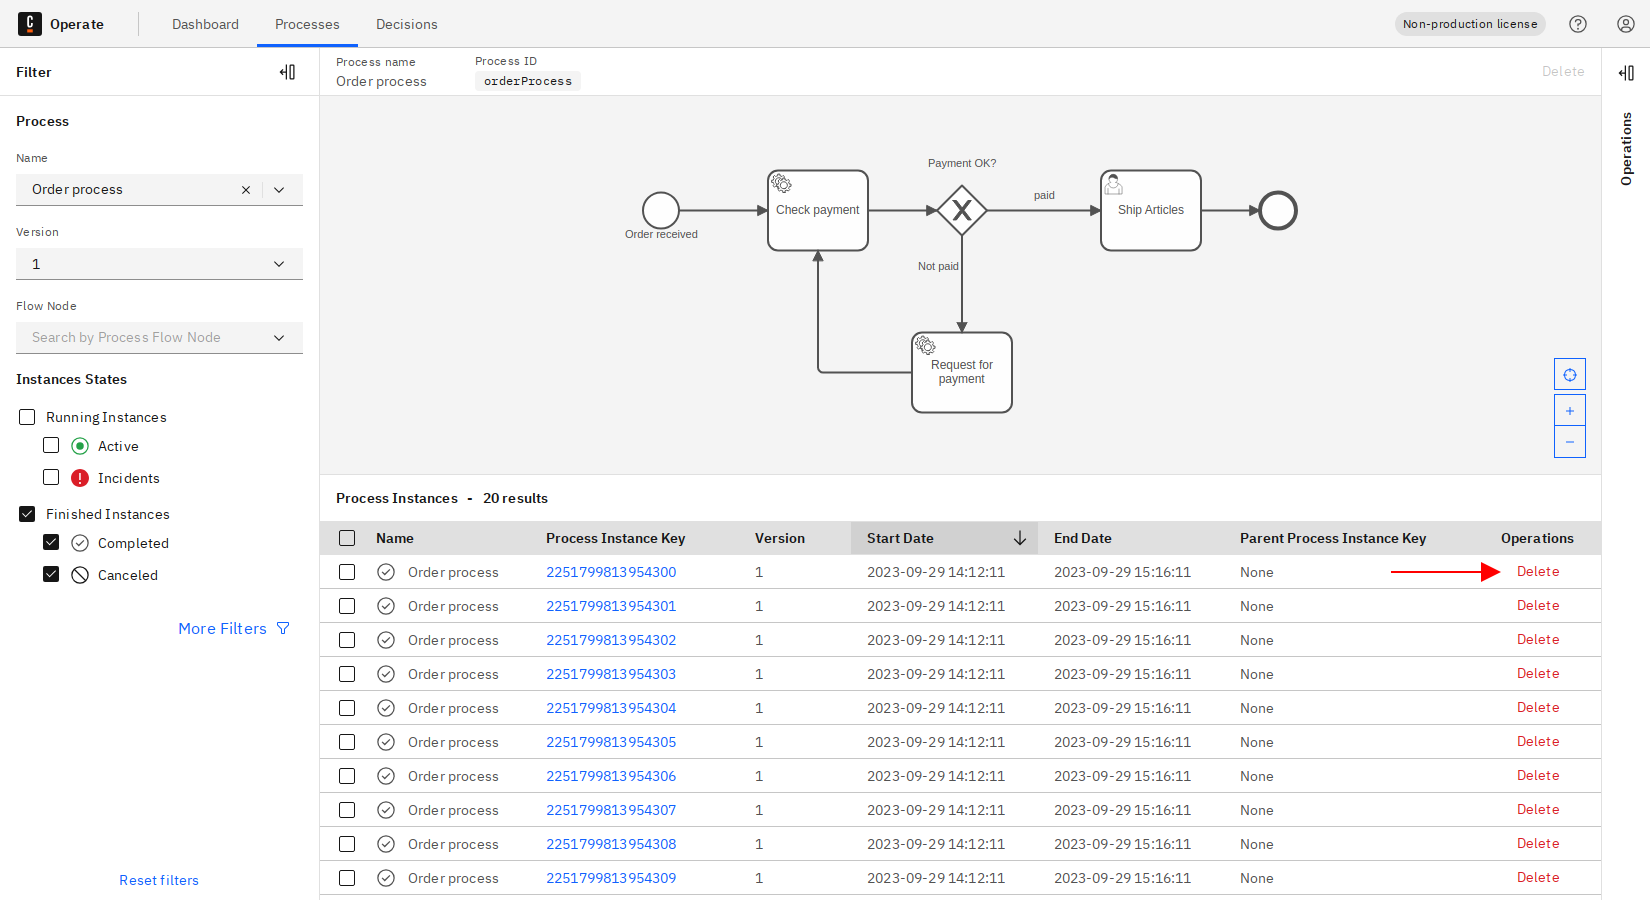 Operate Dashboard Processes Decisions Non-production license
Filter
Process name
Order process
Process ID
orderProcess
Delete
Operations
Process
Name
Order process
Version
1
Flow Node
Search by Process Flow Node
Instances States
Running Instances
Active
Incidents
Finished Instances
Completed
Canceled
More Filters
Reset filters
Payment OK?
paid
Check payment
Ship Articles
Order received
Not paid
Request for
payment
Process Instances - 20 results
Name Process Instance Key Version Start Date End Date Parent Process Instance Key Operations
Order process 2251799813954300 1 2023-09-29 14:12:11 2023-09-29 15:16:11 None Delete
Order process 2251799813954301 1 2023-09-29 14:12:11 2023-09-29 15:16:11 None Delete
Order process 2251799813954302 1 2023-09-29 14:12:11 2023-09-29 15:16:11 None Delete
Order process 2251799813954303 1 2023-09-29 14:12:11 2023-09-29 15:16:11 None Delete
Order process 2251799813954304 1 2023-09-29 14:12:11 2023-09-29 15:16:11 None Delete
Order process 2251799813954305 1 2023-09-29 14:12:11 2023-09-29 15:16:11 None Delete
Order process 2251799813954306 1 2023-09-29 14:12:11 2023-09-29 15:16:11 None Delete
Order process 2251799813954307 1 2023-09-29 14:12:11 2023-09-29 15:16:11 None Delete
Order process 2251799813954308 1 2023-09-29 14:12:11 2023-09-29 15:16:11 None Delete
Order process 2251799813954309 1 2023-09-29 14:12:11 2023-09-29 15:16:11 None Delete